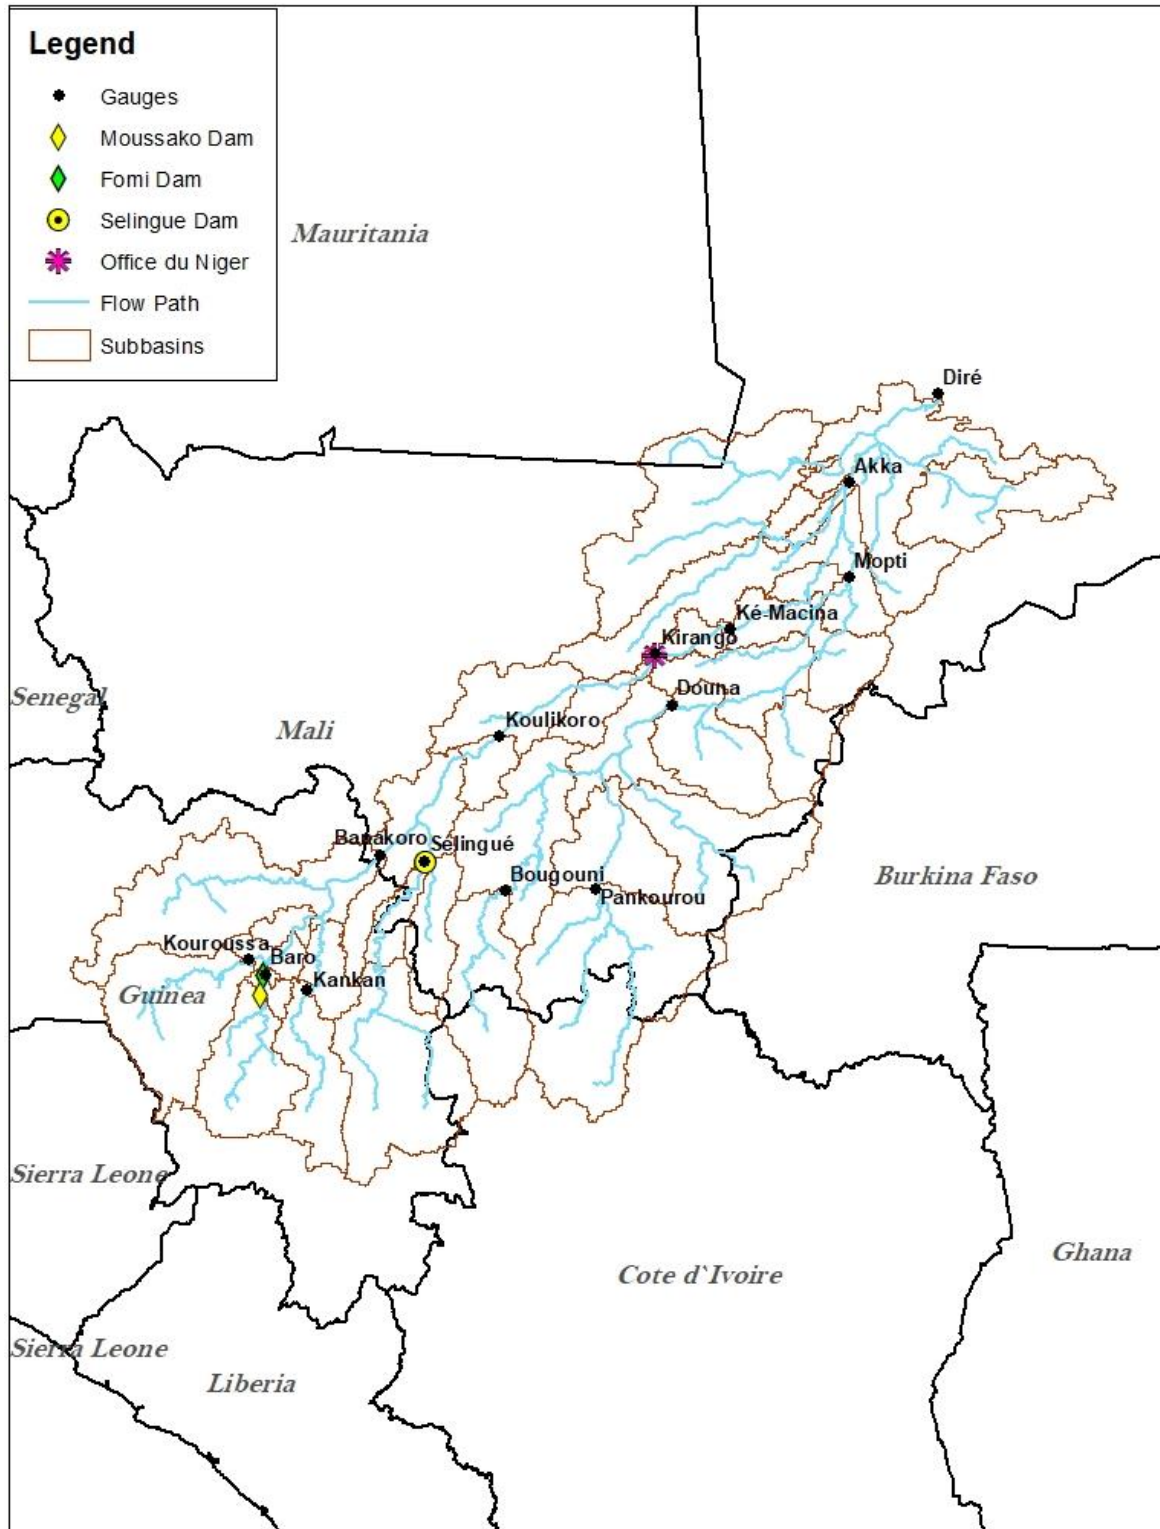 Legend
Gauges
Moussako Dam
Fomi Dam
Selingue Dam
Office du Niger
Flow Path
Subbasins
Mauritania
Diré
Akka
Mopti
Ké-Macina
Kirango
Senegal
Douna
Koulikoro
Mali
Banakoro
Sélingué
Bougouni
Pankourou
Burkina Faso
Kouroussa
Baro
Kankan
Guinea
Sierra Leone
Ghana
Cote d`Ivoire
Sierra Leone
Liberia